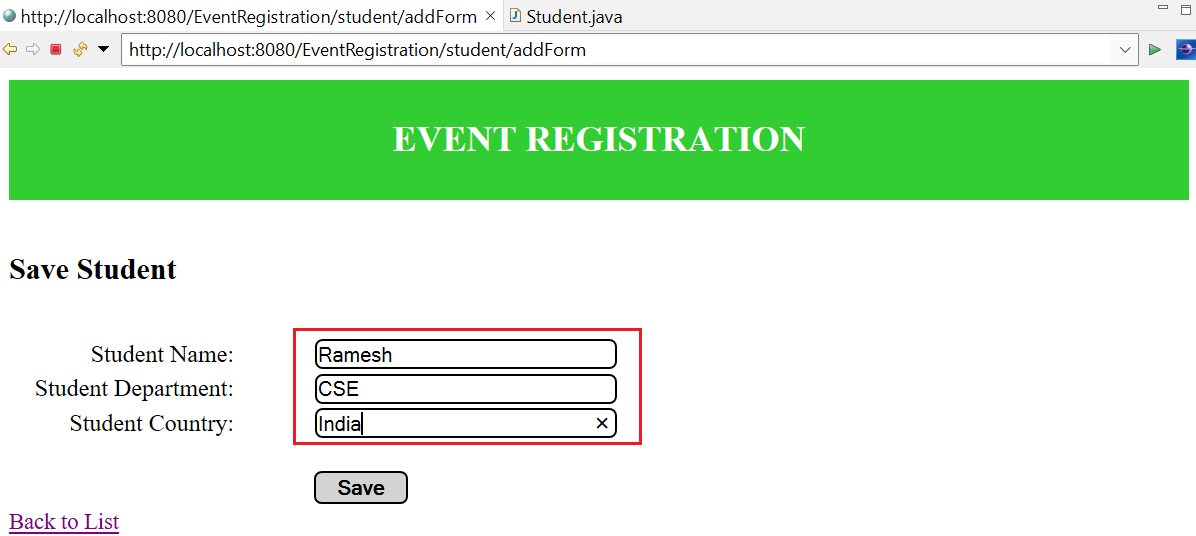 http://localhost:8080/EventRegistration/student/addForm Student.java
http://localhost:8080/EventRegistration/student/addForm
EVENT REGISTRATION
Save Student
Student Name: Ramesh
Student Department: CSE
Student Country: India
Save
Back to List